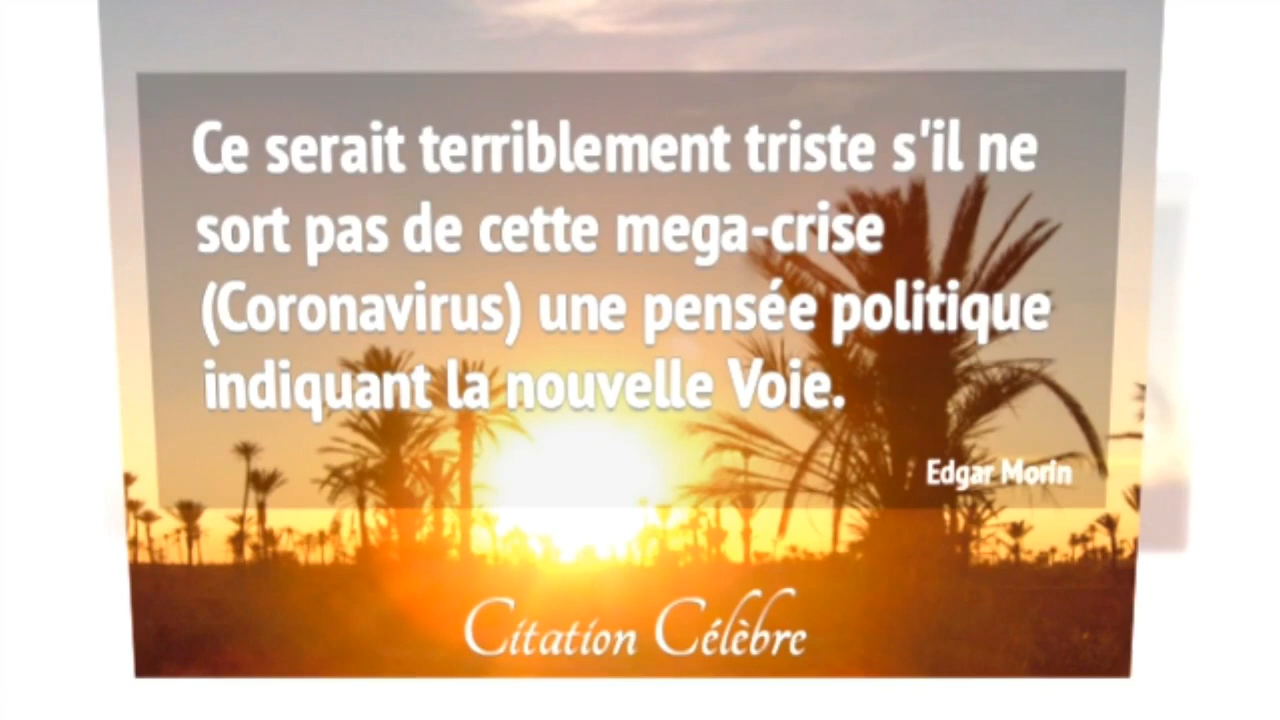 Ce serait terriblement triste s'il ne
sort pas de cette mega-crise
(Coronavirus) une pensée politique
indiquant la nouvelle Voie.
Edgar Morin
Citation Célèbre